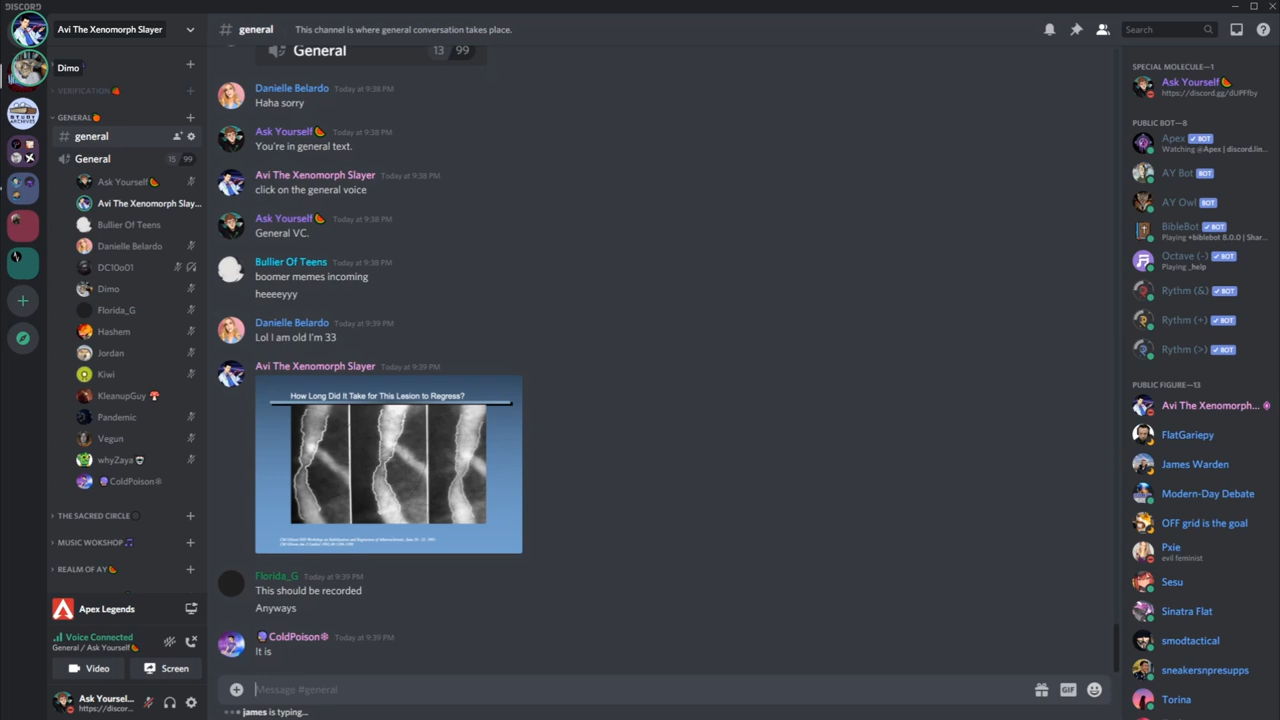 DISCORD
Avi The Xenomorph Slayer
Dimo
VERIFICATION
GENERAL
general
General
15 99
Ask Yourself
Avi The Xenomorph Slay...
Bullier Of Teens
Danielle Belardo
DC10o01
Dimo
Florida_G
Hashem
Jordan
Kiwi
KleanupGuy
Pandemic
Vegun
whyZaya
ColdPoison
THE SACRED CIRCLE
MUSIC WOKSHOP
REALM OF AY
Apex Legends
Voice Connected
General / Ask Yourself
Video
Screen
Ask Yoursel...
https://discor...
# general
This channel is where general conversation takes place.
Search
General 13 99
Danielle Belardo Today at 9:38 PM
Haha sorry
Ask Yourself Today at 9:38 PM
You're in general text.
Avi The Xenomorph Slayer Today at 9:38 PM
click on the general voice
Ask Yourself Today at 9:38 PM
General VC.
Bullier Of Teens Today at 9:38 PM
boomer memes incoming
heeeeyyy
Danielle Belardo Today at 9:39 PM
Lol I am old I'm 33
Avi The Xenomorph Slayer Today at 9:39 PM
How Long Did It Take for This Lesion to Regress?
Florida_G Today at 9:39 PM
This should be recorded
Anyways
ColdPoison Today at 9:39 PM
It is
Message #general
GIF
james is typing...
SPECIAL MOLECULE—1
Ask Yourself
https://discord.gg/dUPFfby
PUBLIC BOT—8
Apex BOT
Watching @Apex | discord.lin...
AY Bot BOT
AY Owl BOT
BibleBot BOT
Playing +biblebot 8.0.0 | Shar...
Octave (-) BOT
Playing _help
Rythm (&) BOT
Rythm (+) BOT
Rythm (>) BOT
PUBLIC FIGURE—13
Avi The Xenomorph...
FlatGariepy
James Warden
Modern-Day Debate
OFF grid is the goal
Pxie
evil feminist
Sesu
Sinatra Flat
smodtactical
sneakersnpresupps
Torina